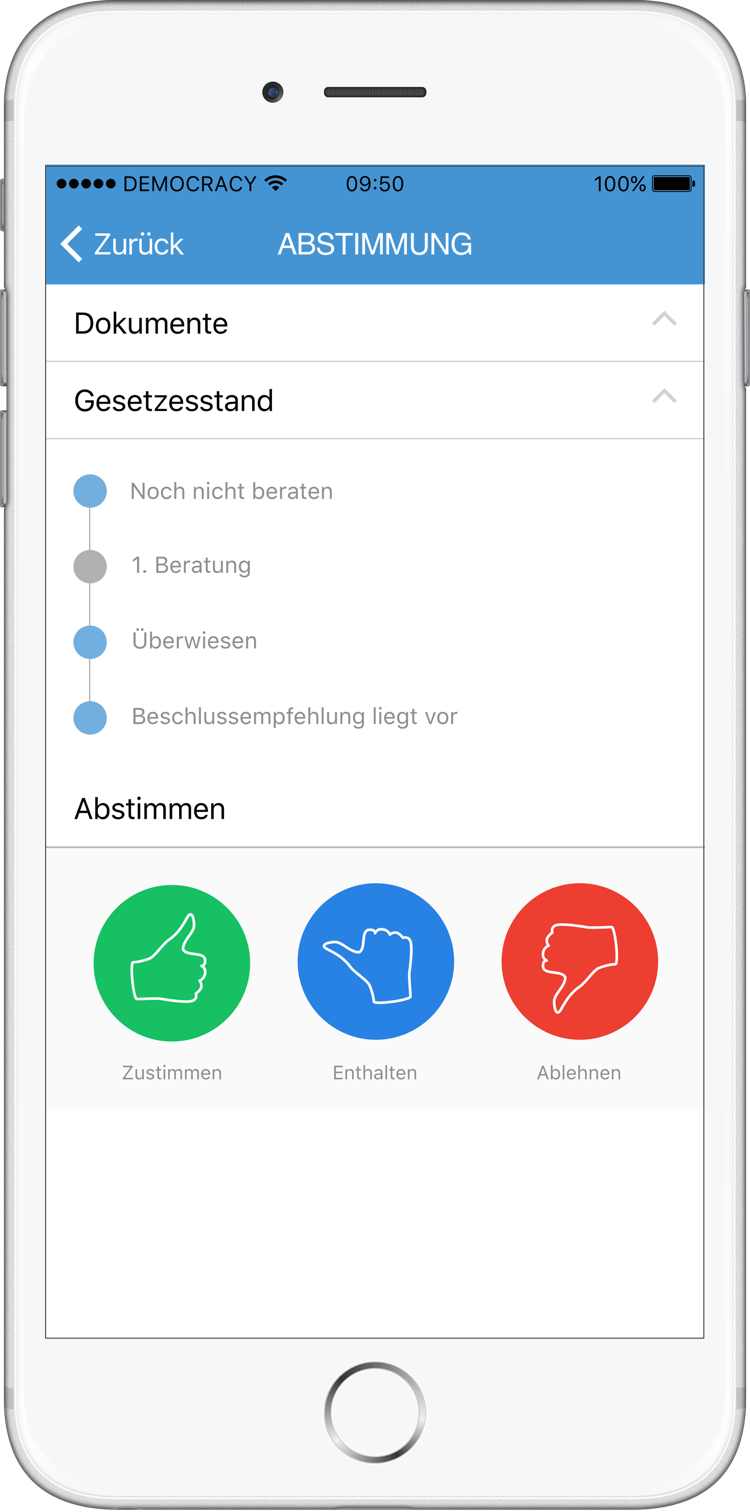 DEMOCRACY 09:50 100%
Zurück ABSTIMMUNG
Dokumente
Gesetzesstand
Noch nicht beraten
1. Beratung
Überwiesen
Beschlussempfehlung liegt vor
Abstimmen
Zustimmen Enthalten Ablehnen